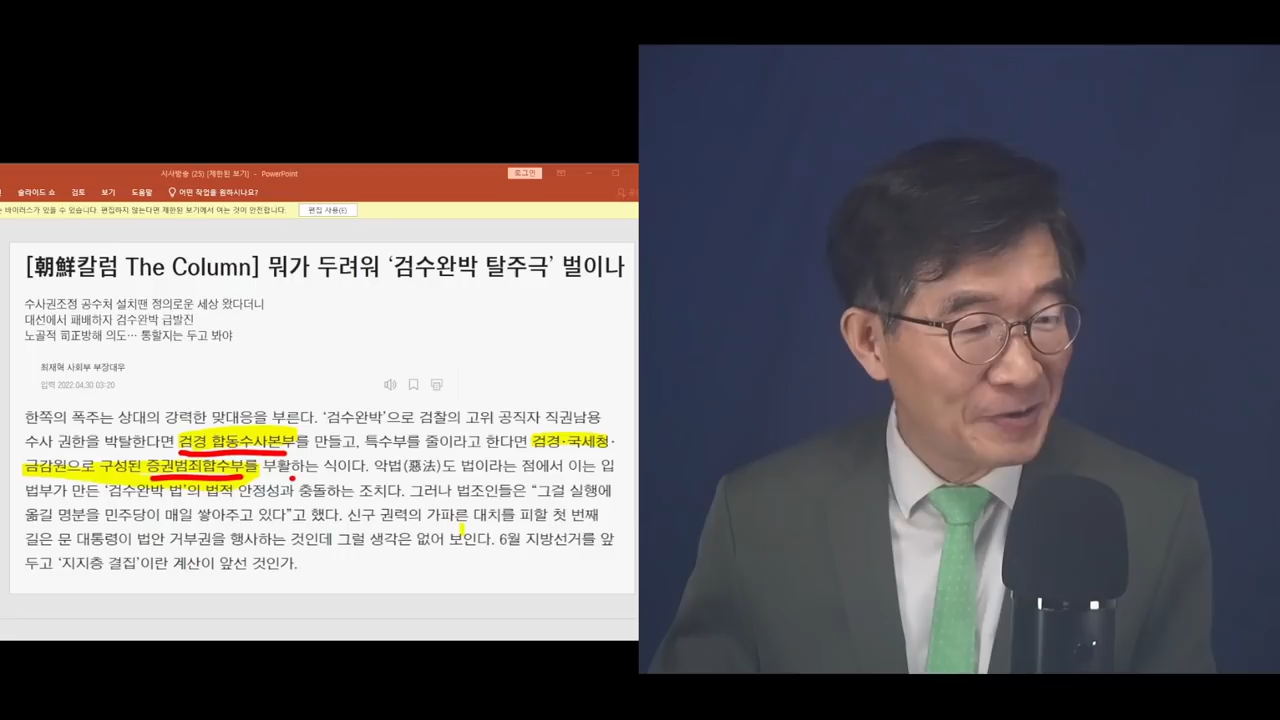 시사방송 (25) [제한된 보기] - PowerPoint
로그인
슬라이드 쇼 검토 보기 도움말 어떤 작업을 원하시나요?
바이러스가 있을 수 있습니다. 편집하지 않는다면 제한된 보기에서 여는 것이 안전합니다. 편집 사용(E)
[朝鮮칼럼 The Column] 뭐가 두려워 ‘검수완박 탈주극’ 벌이나
수사권조정 공수처 설치땐 정의로운 세상 왔다더니
대선에서 패배하자 검수완박 급발진
노골적 司正방해 의도… 통할지는 두고 봐야
최재혁 사회부 부장대우
입력 2022.04.30 03:20
한쪽의 폭주는 상대의 강력한 맞대응을 부른다. ‘검수완박’으로 검찰의 고위 공직자 직권남용
수사 권한을 박탈한다면 검경 합동수사본부를 만들고, 특수부를 줄이라고 한다면 검경·국세청·
금감원으로 구성된 증권범죄합수부를 부활하는 식이다. 악법(惡法)도 법이라는 점에서 이는 입
법부가 만든 ‘검수완박 법’의 법적 안정성과 충돌하는 조치다. 그러나 법조인들은 “그걸 실행에
옮길 명분을 민주당이 매일 쌓아주고 있다”고 했다. 신구 권력의 가파른 대치를 피할 첫 번째
길은 문 대통령이 법안 거부권을 행사하는 것인데 그럴 생각은 없어 보인다. 6월 지방선거를 앞
두고 ‘지지층 결집’이란 계산이 앞선 것인가.